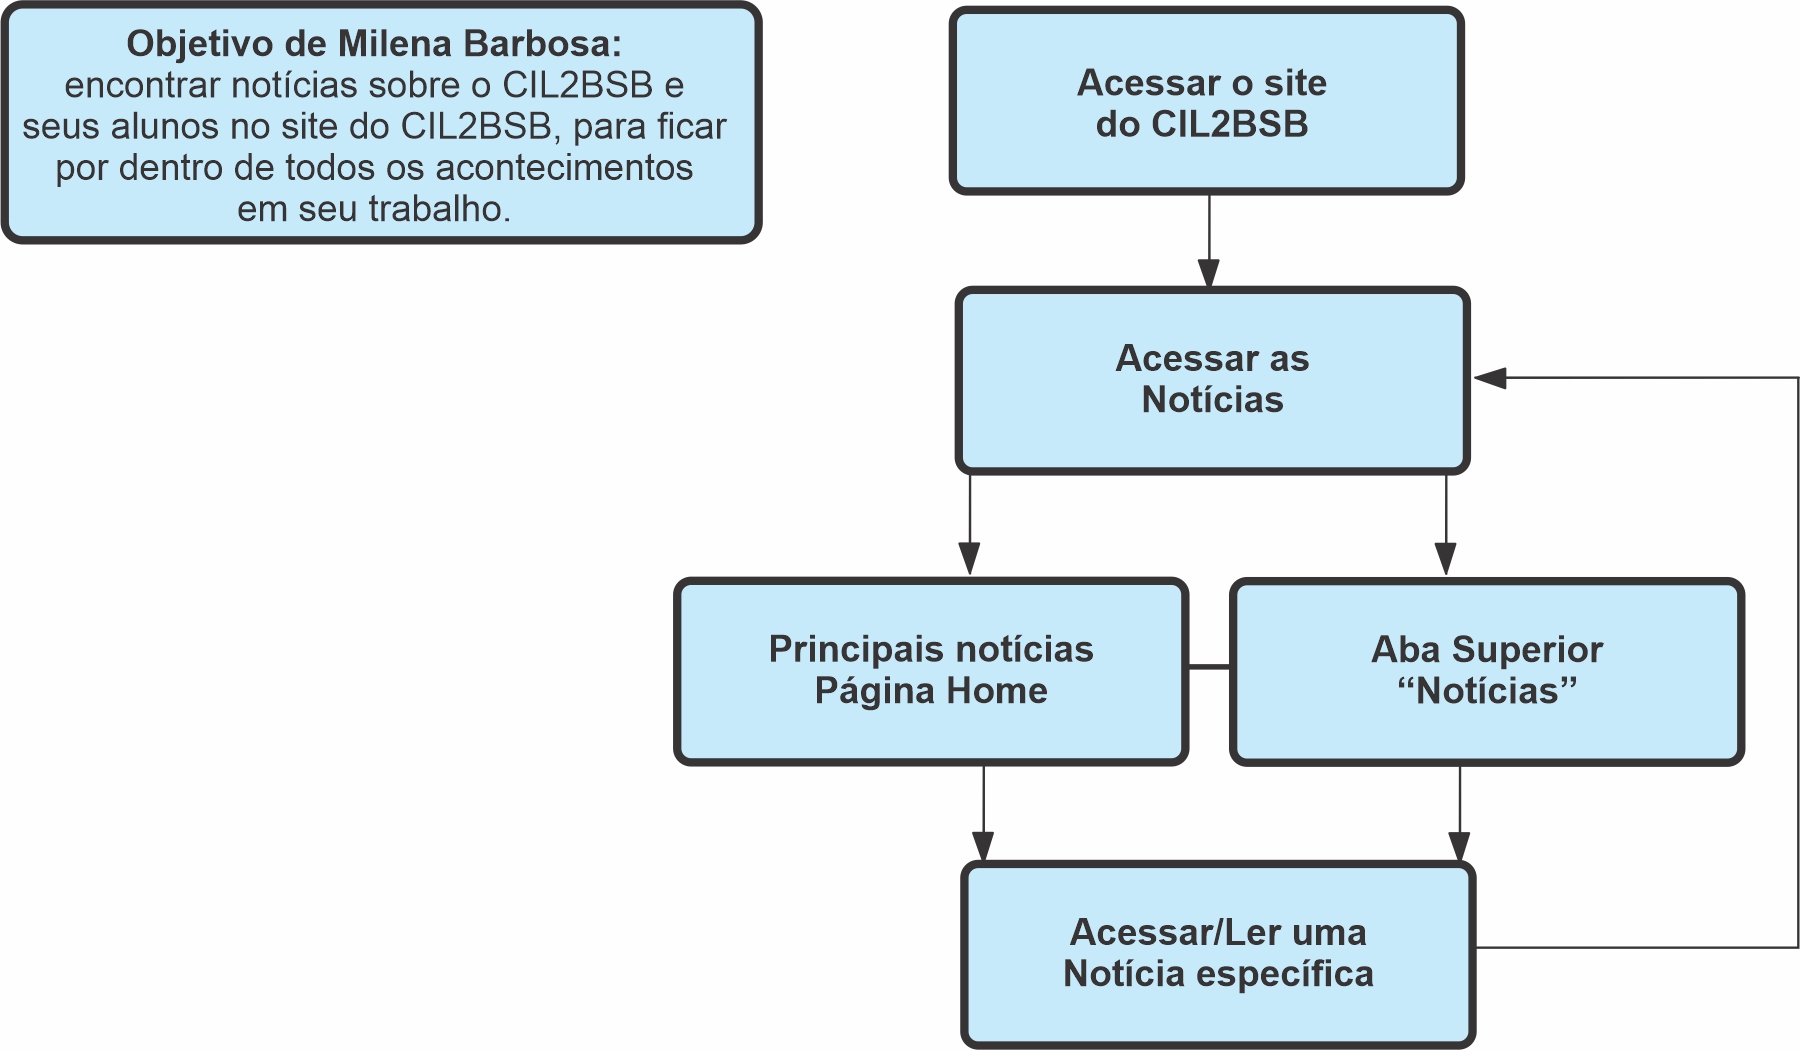 Objetivo de Milena Barbosa:
encontrar notícias sobre o CIL2BSB e
seus alunos no site do CIL2BSB, para ficar
por dentro de todos os acontecimentos
em seu trabalho.
Acessar o site
do CIL2BSB
Acessar as
Notícias
Principais notícias
Página Home
Aba Superior
“Notícias”
Acessar/Ler uma
Notícia específica